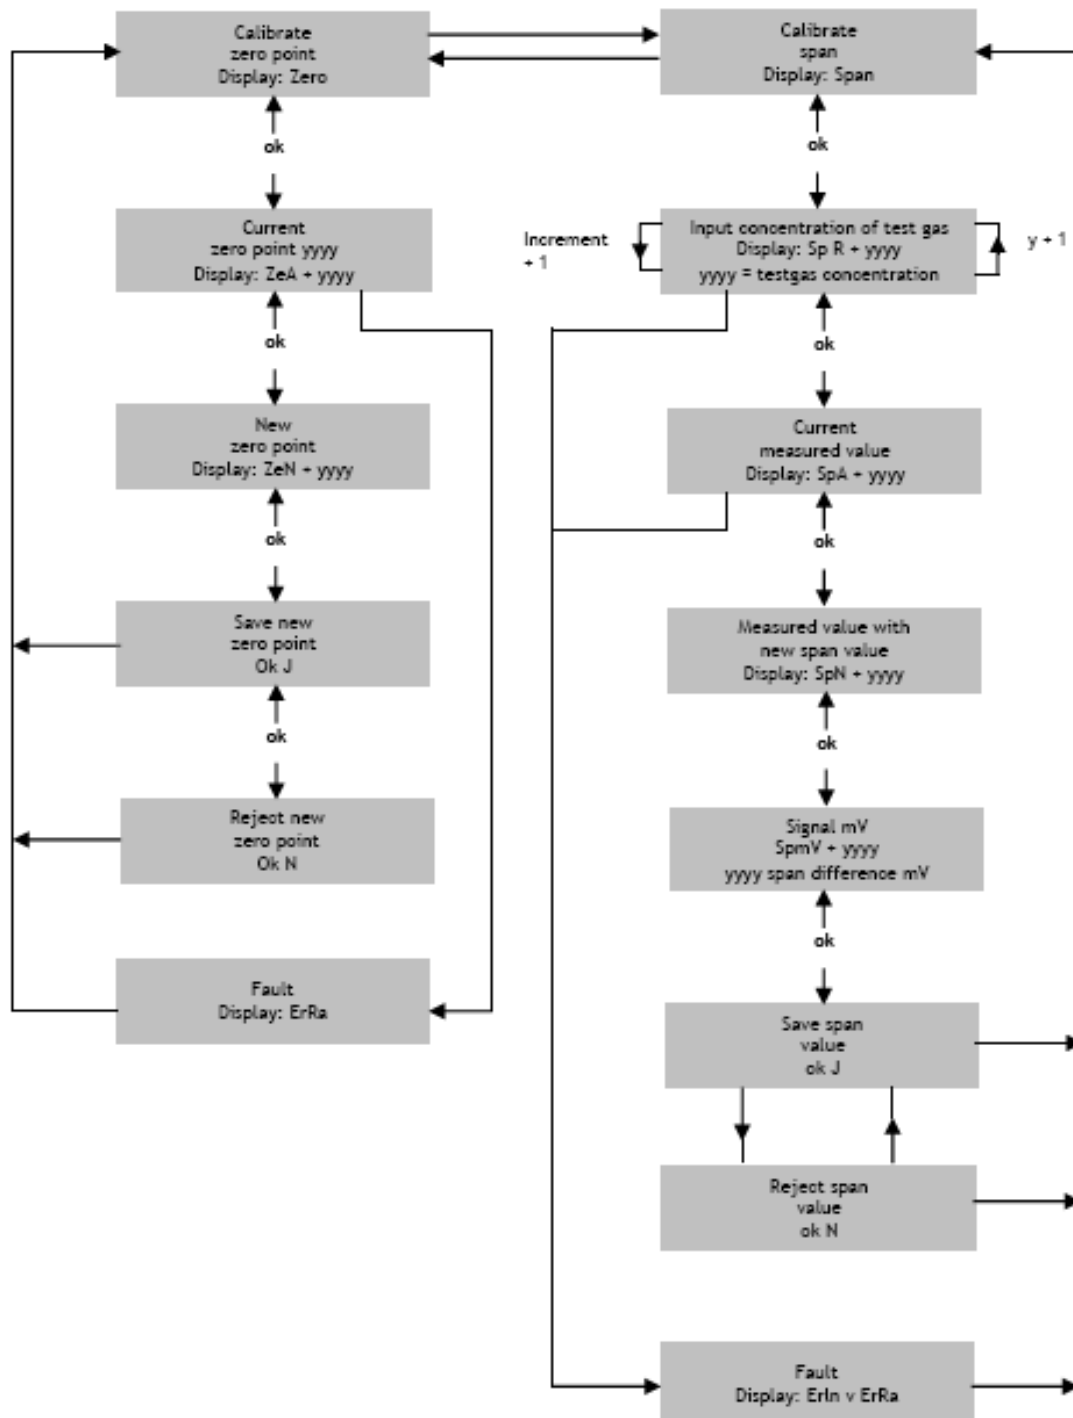 Calibrate
zero point
Display: Zero
ok
Current
zero point yyyy
Display: ZeA + yyyy
ok
New
zero point
Display: ZeN + yyyy
ok
Save new
zero point
Ok J
ok
Reject new
zero point
Ok N
Fault
Display: ErRa
Calibrate
span
Display: Span
ok
Increment
+ 1
Input concentration of test gas
Display: Sp R + yyyy
yyyy = testgas concentration
y + 1
ok
Current
measured value
Display: SpA + yyyy
ok
Measured value with
new span value
Display: SpN + yyyy
ok
Signal mV
SpmV + yyyy
yyyy span difference mV
ok
Save span
value
ok J
Reject span
value
ok N
Fault
Display: ErIn v ErRa